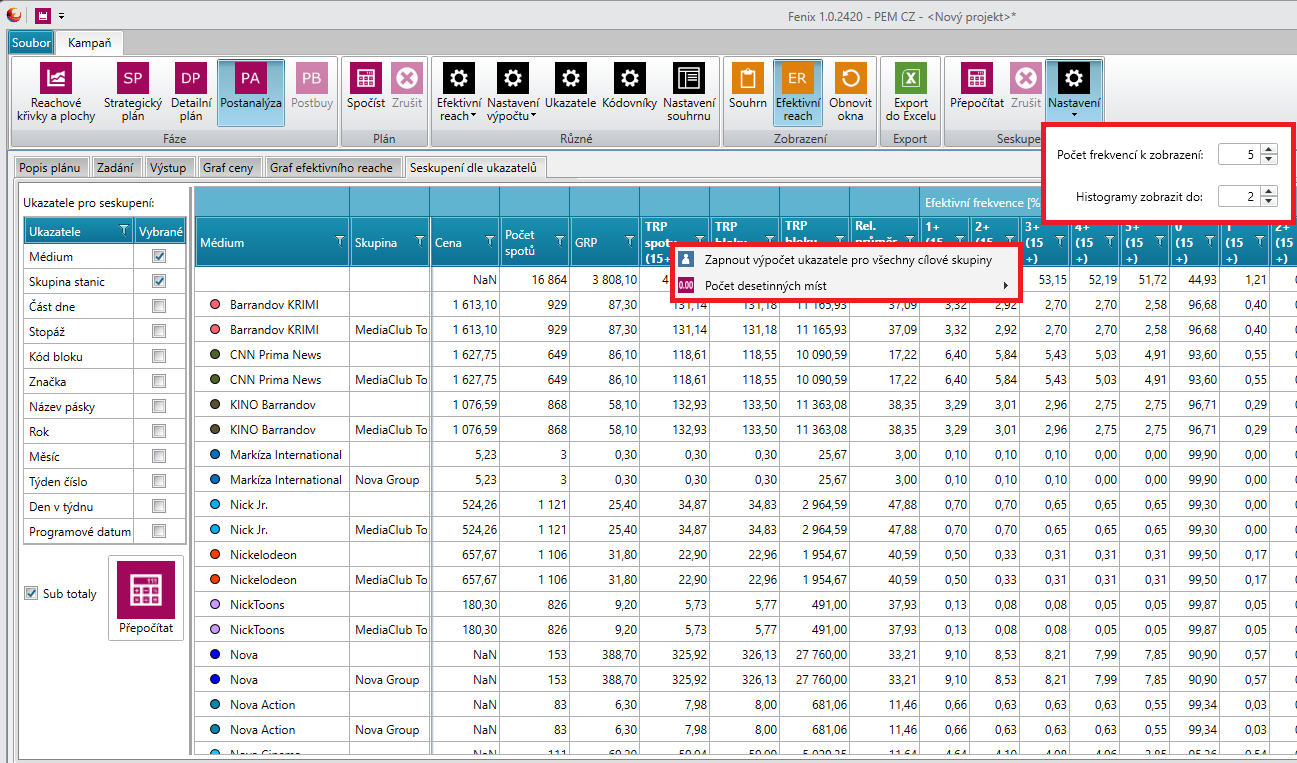 Fenix 1.0.2420 - PEM CZ - <Nový projekt>*
Soubor Kampaň
SP DP PA PB ER
Reachové křivky a plochy
Strategický plán
Detailní plán
Postanalýza
Postbuy
Spočíst
Zrušit
Efektivní reach
Nastavení výpočtu
Ukazatele
Kódovníky
Nastavení souhrnu
Souhrn
Efektivní reach
Obnovit okna
Export do Excelu
Přepočítat
Zrušit
Nastavení
Fáze Plán Různé Zobrazení Export Seskupe
Počet frekvencí k zobrazení: 5
Histogramy zobrazit do: 2
Popis plánu Zadání Výstup Graf ceny Graf efektivního reache Seskupení dle ukazatelů
Ukazatele pro seskupení:
Ukazatele Vybrané
Médium
Skupina stanic
Část dne
Stopáž
Kód bloku
Značka
Název pásky
Rok
Měsíc
Týden číslo
Den v týdnu
Programové datum
Sub totaly
Přepočítat
Efektivní frekvence [%
Médium Skupina Cena Počet spotů GRP TRP TRP TRP Rel. 1+ 2+ 3+ (15 +) 4+ (15 +) 5+ (15 +) 0 (15 +) 1 (15 +) 2+ (15 +)
Zapnout výpočet ukazatele pro všechny cílové skupiny
0.00 Počet desetinných míst
NaN 16 864 3 808,10 53,15 52,19 51,72 44,93 1,21
Barrandov KRIMI 1 613,10 929 87,30 131,14 131,18 11 165,93 37,09 3,32 2,92 2,70 2,70 2,58 96,68 0,40
Barrandov KRIMI MediaClub To 1 613,10 929 87,30 131,14 131,18 11 165,93 37,09 3,32 2,92 2,70 2,70 2,58 96,68 0,40
CNN Prima News 1 627,75 649 86,10 118,61 118,55 10 090,59 17,22 6,40 5,84 5,43 5,03 4,91 93,60 0,55
CNN Prima News MediaClub To 1 627,75 649 86,10 118,61 118,55 10 090,59 17,22 6,40 5,84 5,43 5,03 4,91 93,60 0,55
KINO Barrandov 1 076,59 868 58,10 132,93 133,50 11 363,08 38,35 3,29 3,01 2,96 2,75 2,75 96,71 0,29
KINO Barrandov MediaClub To 1 076,59 868 58,10 132,93 133,50 11 363,08 38,35 3,29 3,01 2,96 2,75 2,75 96,71 0,29
Markíza International 5,23 3 0,30 0,30 0,30 25,67 3,00 0,10 0,10 0,10 0,00 0,00 99,90 0,00
Markíza International Nova Group 5,23 3 0,30 0,30 0,30 25,67 3,00 0,10 0,10 0,10 0,00 0,00 99,90 0,00
Nick Jr. 524,26 1 121 25,40 34,87 34,83 2 964,59 47,88 0,70 0,70 0,65 0,65 0,65 99,30 0,00
Nick Jr. MediaClub To 524,26 1 121 25,40 34,87 34,83 2 964,59 47,88 0,70 0,70 0,65 0,65 0,65 99,30 0,00
Nickelodeon 657,67 1 106 31,80 22,90 22,96 1 954,67 40,59 0,50 0,33 0,31 0,31 0,31 99,50 0,17
Nickelodeon MediaClub To 657,67 1 106 31,80 22,90 22,96 1 954,67 40,59 0,50 0,33 0,31 0,31 0,31 99,50 0,17
NickToons 180,30 826 9,20 5,73 5,77 491,00 37,93 0,13 0,08 0,08 0,05 0,05 99,87 0,05
NickToons MediaClub To 180,30 826 9,20 5,73 5,77 491,00 37,93 0,13 0,08 0,08 0,05 0,05 99,87 0,05
Nova NaN 153 388,70 325,92 326,13 27 760,00 33,21 9,10 8,53 8,21 7,99 7,85 90,90 0,57
Nova Nova Group NaN 153 388,70 325,92 326,13 27 760,00 33,21 9,10 8,53 8,21 7,99 7,85 90,90 0,57
Nova Action NaN 83 6,30 7,98 8,00 681,06 11,46 0,66 0,63 0,63 0,55 0,55 99,34 0,03
Nova Action Nova Group NaN 83 6,30 7,98 8,00 681,06 11,46 0,66 0,63 0,63 0,55 0,55 99,34 0,03